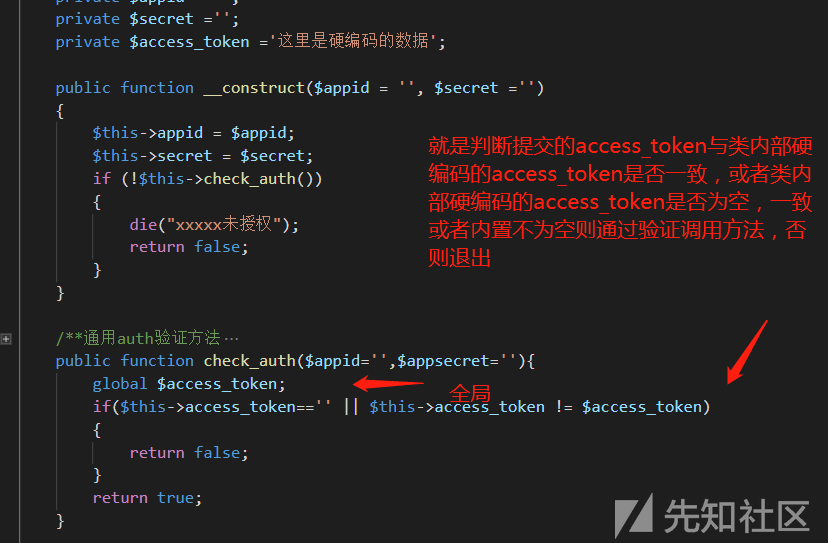 private $secret ='';
private $access_token ='这里是硬编码的数据';
public function __construct($appid = '', $secret ='')
{
$this->appid = $appid;
$this->secret = $secret;
if (!$this->check_auth())
{
die("xxxxx未授权");
return false;
}
}
就是判断提交的access_token与类内部硬
编码的access_token是否一致，或者类内
部硬编码的access_token是否为空，一致
或者内置不为空则通过验证调用方法，否
则退出
/**通用auth验证方法…
public function check_auth($appid='',$appsecret=''){
global $access_token;
全局
if($this->access_token=='' || $this->access_token != $access_token)
{
return false;
}
return true;
}
先知社区